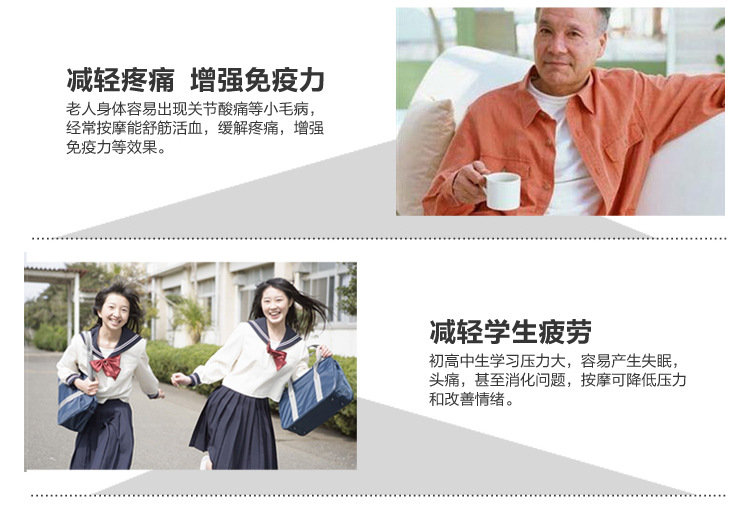 减轻疼痛 增强免疫力
老人身体容易出现关节酸痛等小毛病，
经常按摩能舒筋活血，缓解疼痛，增强
免疫力等效果。
减轻学生疲劳
初高中生学习压力大，容易产生失眠，
头痛，甚至消化问题，按摩可降低压力
和改善情绪。